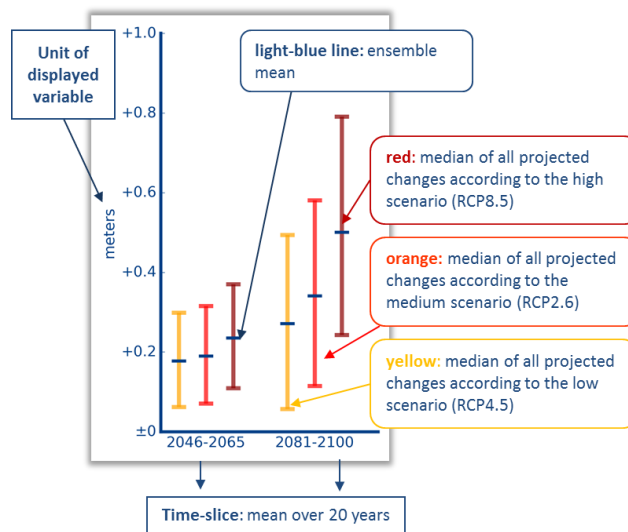 Unit of
displayed
variable
light-blue line: ensemble
mean
+1.0
+0.8
+0.6
+0.4
+0.2
±0
meters
2046-2065
2081-2100
red: median of all projected
changes according to the high
scenario (RCP8.5)
orange: median of all projected
changes according to the
medium scenario (RCP2.6)
yellow: median of all projected
changes according to the low
scenario (RCP4.5)
Time-slice: mean over 20 years